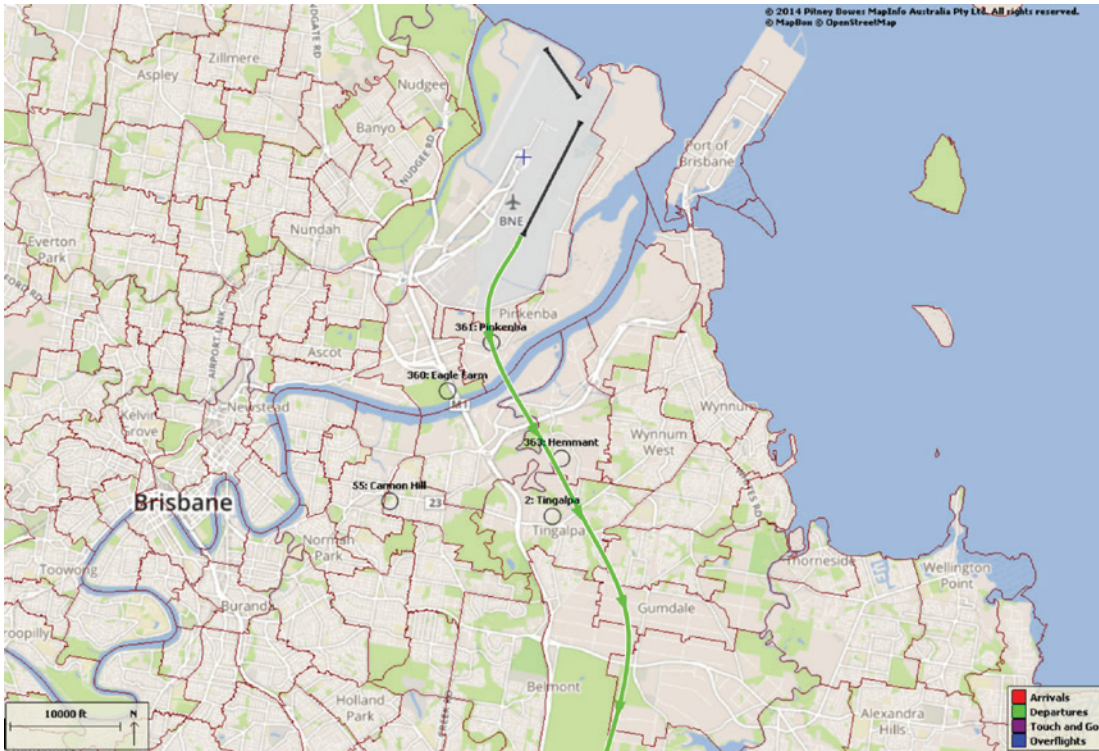 © 2014 Pitney Bowes MapInfo Australia Pty Ltd. All rights reserved.
© MapBox © OpenStreetMap
Zillmere
Aspley
NUDGEE RD
Nudgee
Banyo
Port of
Brisbane
BNE
Nundah
Everton
Park
Pinkenba
361: Pinkenba
AIRPORT LINK
Ascot
360: Eagle Farm
M1
Newstead
Kelvin
Grove
Wynnum
Wynnum
West
363: Hemmant
55: Cannon Hill
23
2: Tingalpa
Tingalpa
Brisbane
Norman
Park
Toowong
Buranda
Thorneside
Wellington
Point
Gumdale
Belmont
Holland
Park
Alexandra
Hills
10000 ft
N
Arrivals
Departures
Touch and Go
Overflights